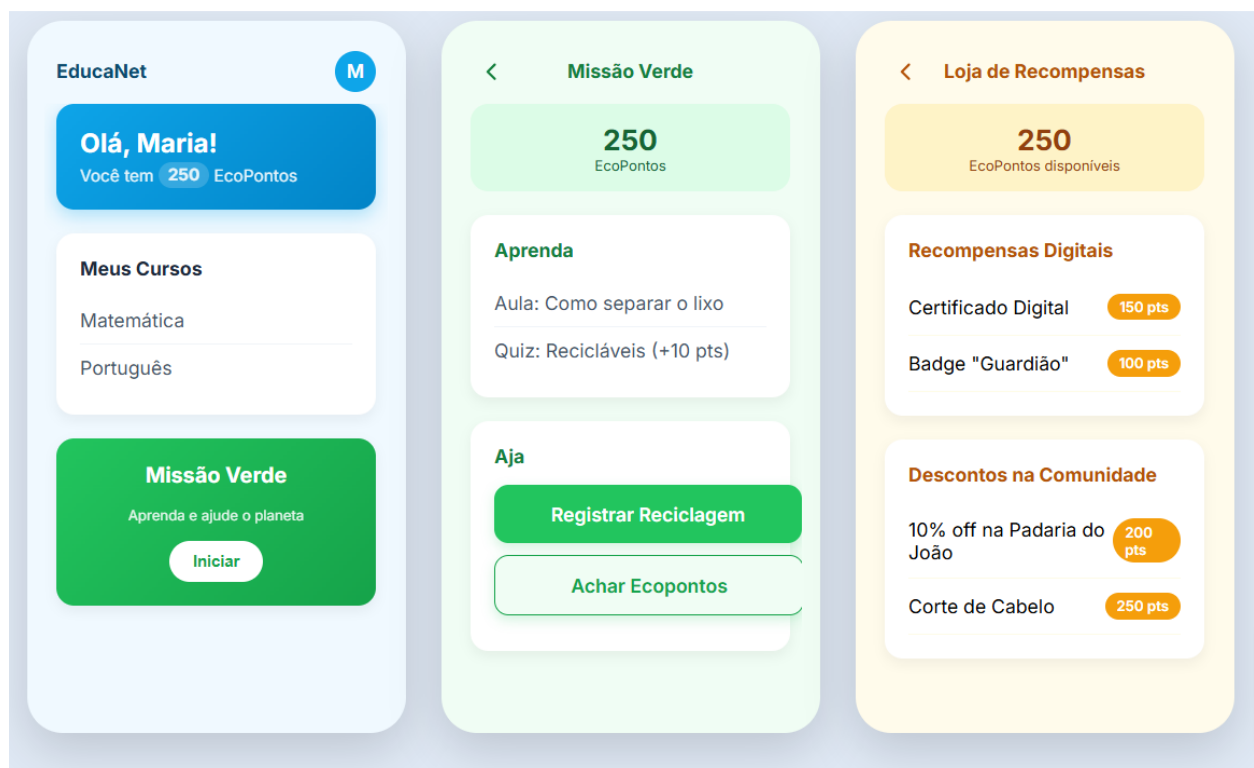 EducaNet
M
Olá, Maria!
Você tem 250 EcoPontos
Meus Cursos
Matemática
Português
Missão Verde
Aprenda e ajude o planeta
Iniciar
Missão Verde
250
EcoPontos
Aprenda
Aula: Como separar o lixo
Quiz: Recicláveis (+10 pts)
Aja
Registrar Reciclagem
Achar Ecopontos
Loja de Recompensas
250
EcoPontos disponíveis
Recompensas Digitais
Certificado Digital 150 pts
Badge "Guardião" 100 pts
Descontos na Comunidade
10% off na Padaria do
João
200
pts
Corte de Cabelo 250 pts